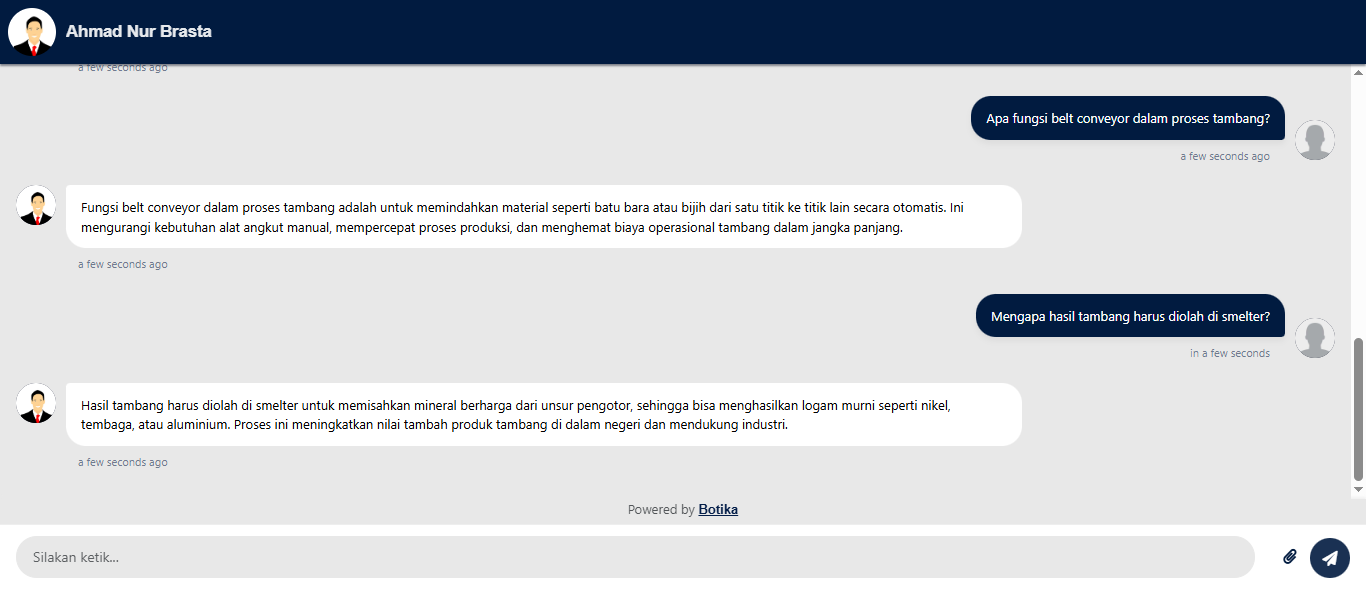 Ahmad Nur Brasta
a few seconds ago
Apa fungsi belt conveyor dalam proses tambang?
a few seconds ago
Fungsi belt conveyor dalam proses tambang adalah untuk memindahkan material seperti batu bara atau bijih dari satu titik ke titik lain secara otomatis. Ini
mengurangi kebutuhan alat angkut manual, mempercepat proses produksi, dan menghemat biaya operasional tambang dalam jangka panjang.
a few seconds ago
Mengapa hasil tambang harus diolah di smelter?
in a few seconds
Hasil tambang harus diolah di smelter untuk memisahkan mineral berharga dari unsur pengotor, sehingga bisa menghasilkan logam murni seperti nikel,
tembaga, atau aluminium. Proses ini meningkatkan nilai tambah produk tambang di dalam negeri dan mendukung industri.
a few seconds ago
Powered by Botika
Silakan ketik...